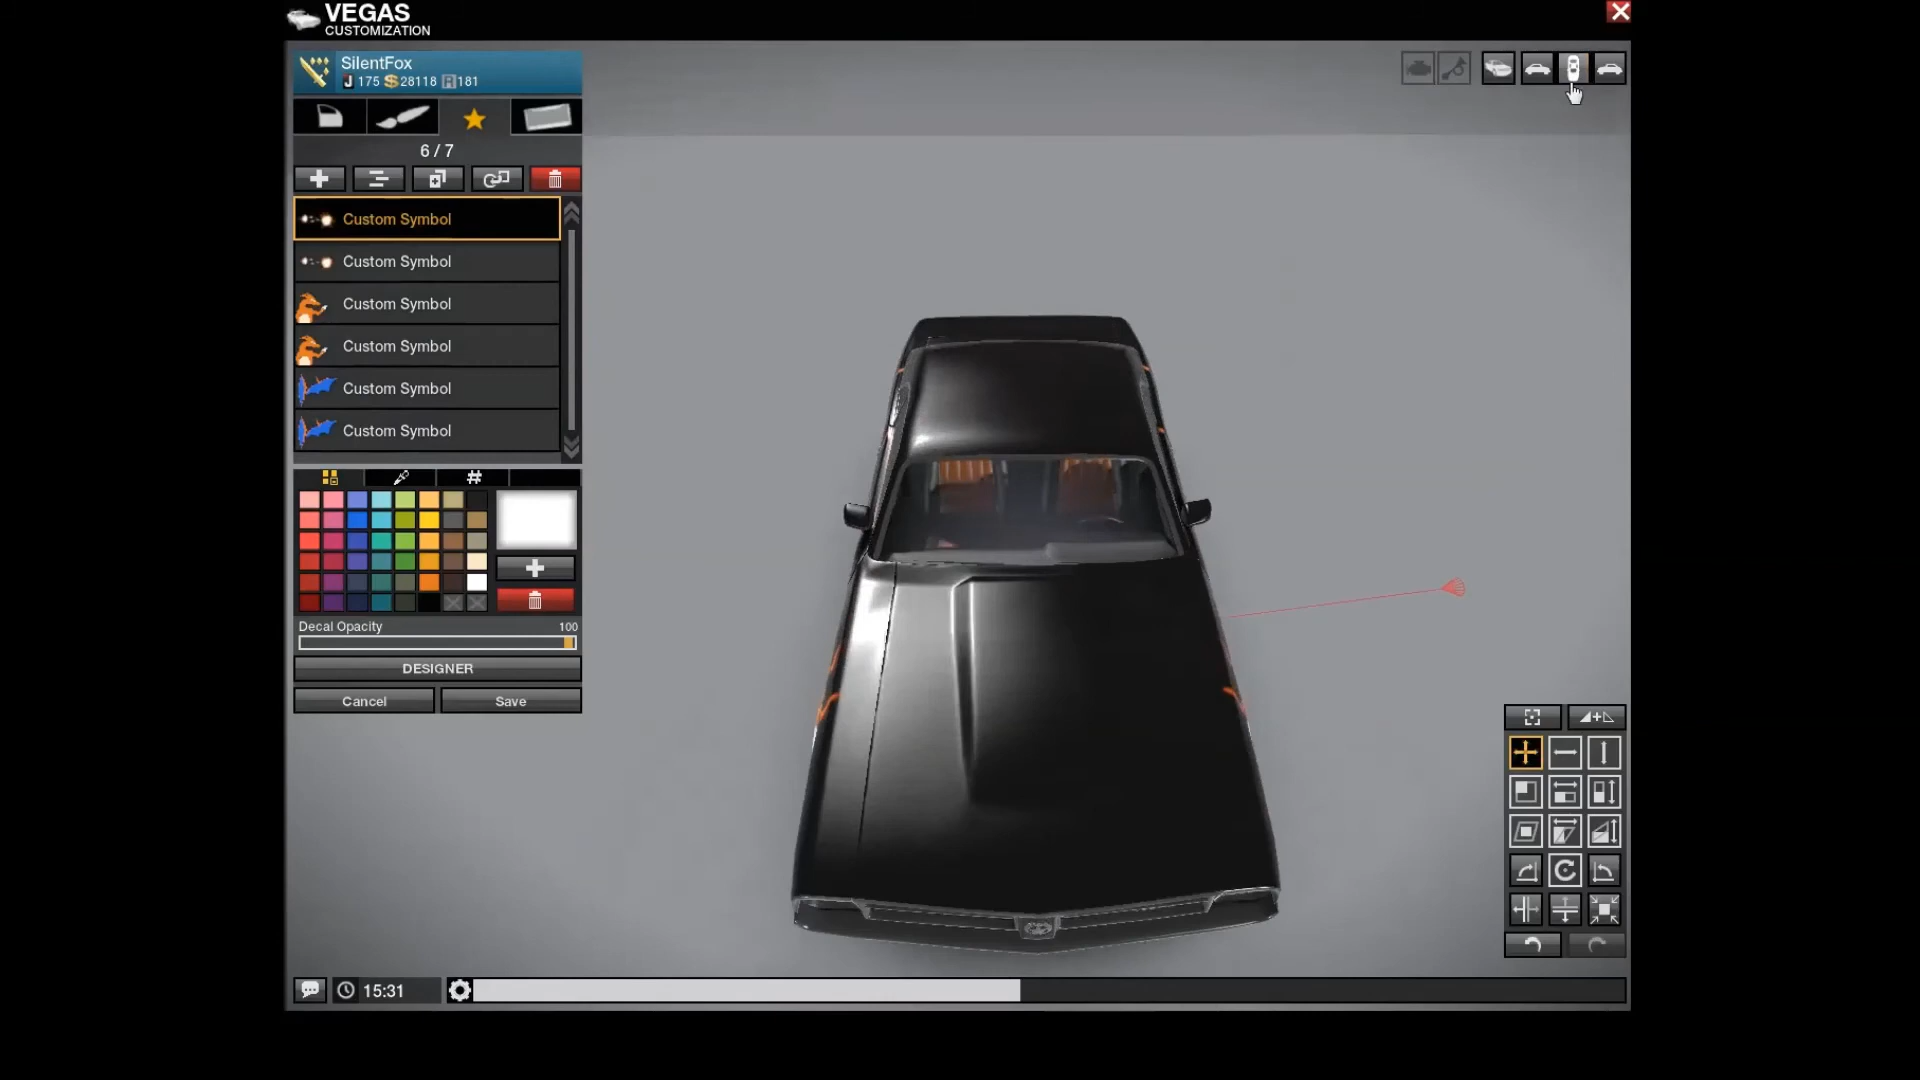 VEGAS
CUSTOMIZATION
SilentFox
J 175 $28118 R 181
6 / 7
Custom Symbol
Custom Symbol
Custom Symbol
Custom Symbol
Custom Symbol
Custom Symbol
#
Decal Opacity 100
DESIGNER
Cancel Save
15:31